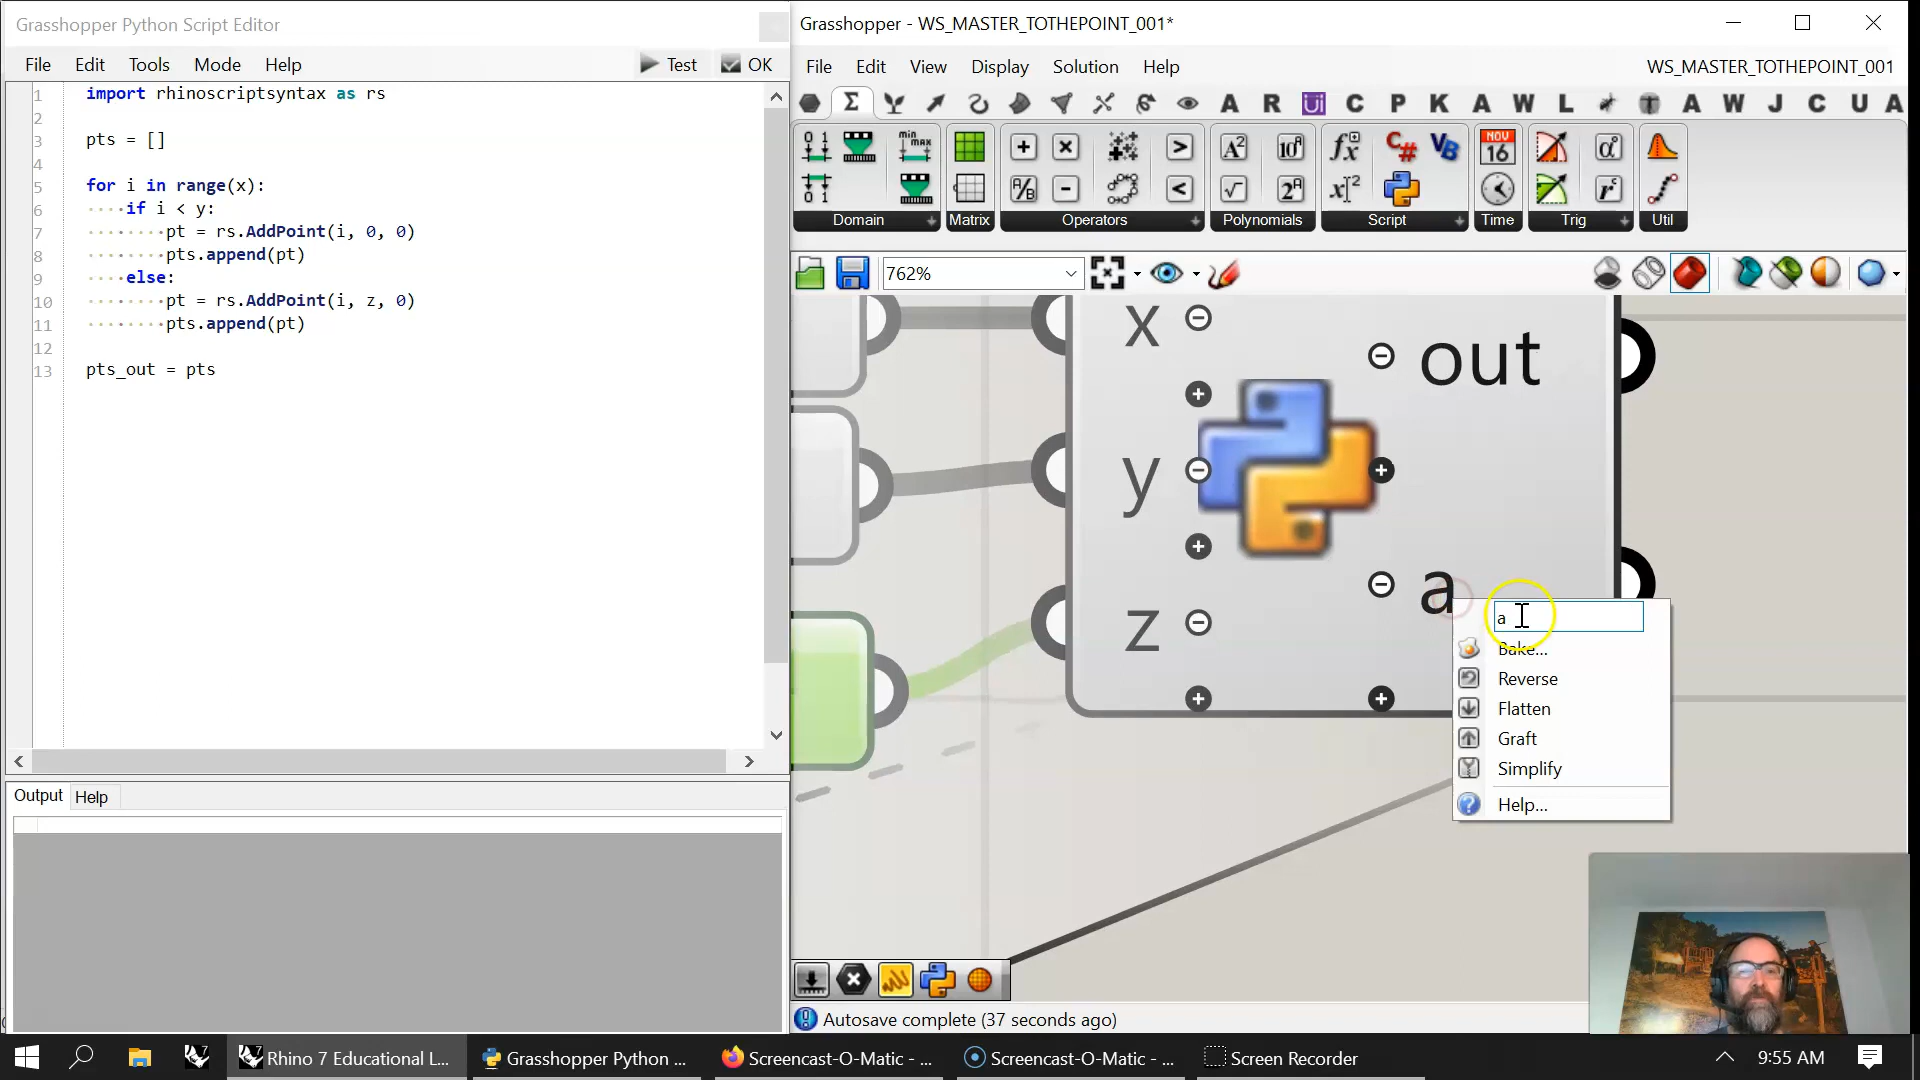 Grasshopper Python Script Editor
File Edit Tools Mode Help Test OK
1 import rhinoscriptsyntax as rs
2
3 pts = []
4
5 for i in range(x):
6 ····if i < y:
7 ········pt = rs.AddPoint(i, 0, 0)
8 ········pts.append(pt)
9 ····else:
10 ········pt = rs.AddPoint(i, z, 0)
11 ········pts.append(pt)
12
13 pts_out = pts
Output Help
Grasshopper - WS_MASTER_TOTHEPOINT_001*
File Edit View Display Solution Help WS_MASTER_TOTHEPOINT_001
A R Ui C P K A W L A W J C U A
Domain Matrix Operators Polynomials Script Time Trig Util
762%
x
out
y
a
z
a
Bake...
Reverse
Flatten
Graft
Simplify
Help...
Autosave complete (37 seconds ago)
Rhino 7 Educational L... Grasshopper Python ... Screencast-O-Matic - ... Screencast-O-Matic - ... Screen Recorder 9:55 AM